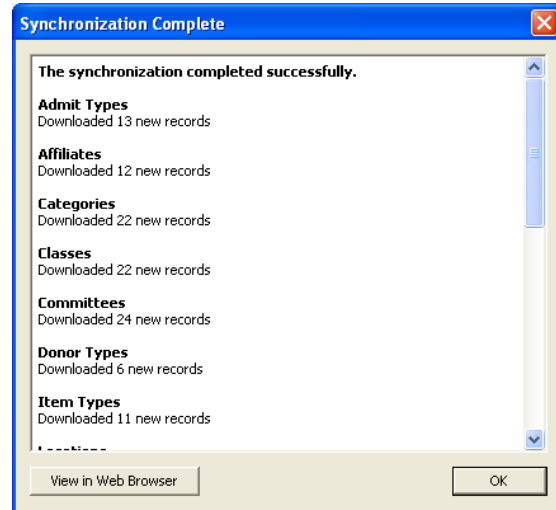 Synchronization Complete
The synchronization completed successfully.
Admit Types
Downloaded 13 new records
Affiliates
Downloaded 12 new records
Categories
Downloaded 22 new records
Classes
Downloaded 22 new records
Committees
Downloaded 24 new records
Donor Types
Downloaded 6 new records
Item Types
Downloaded 11 new records
View in Web Browser
OK